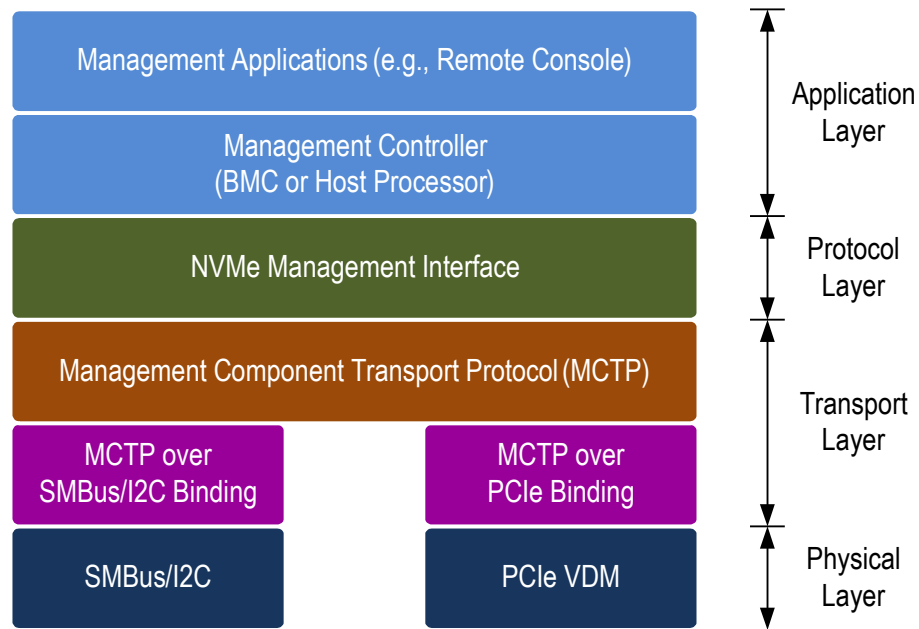 Management Applications (e.g., Remote Console)
Application
Layer
Management Controller
(BMC or Host Processor)
NVMe Management Interface
Protocol
Layer
Management Component Transport Protocol (MCTP)
Transport
Layer
MCTP over
SMBus/I2C Binding
MCTP over
PCIe Binding
SMBus/I2C
PCIe VDM
Physical
Layer